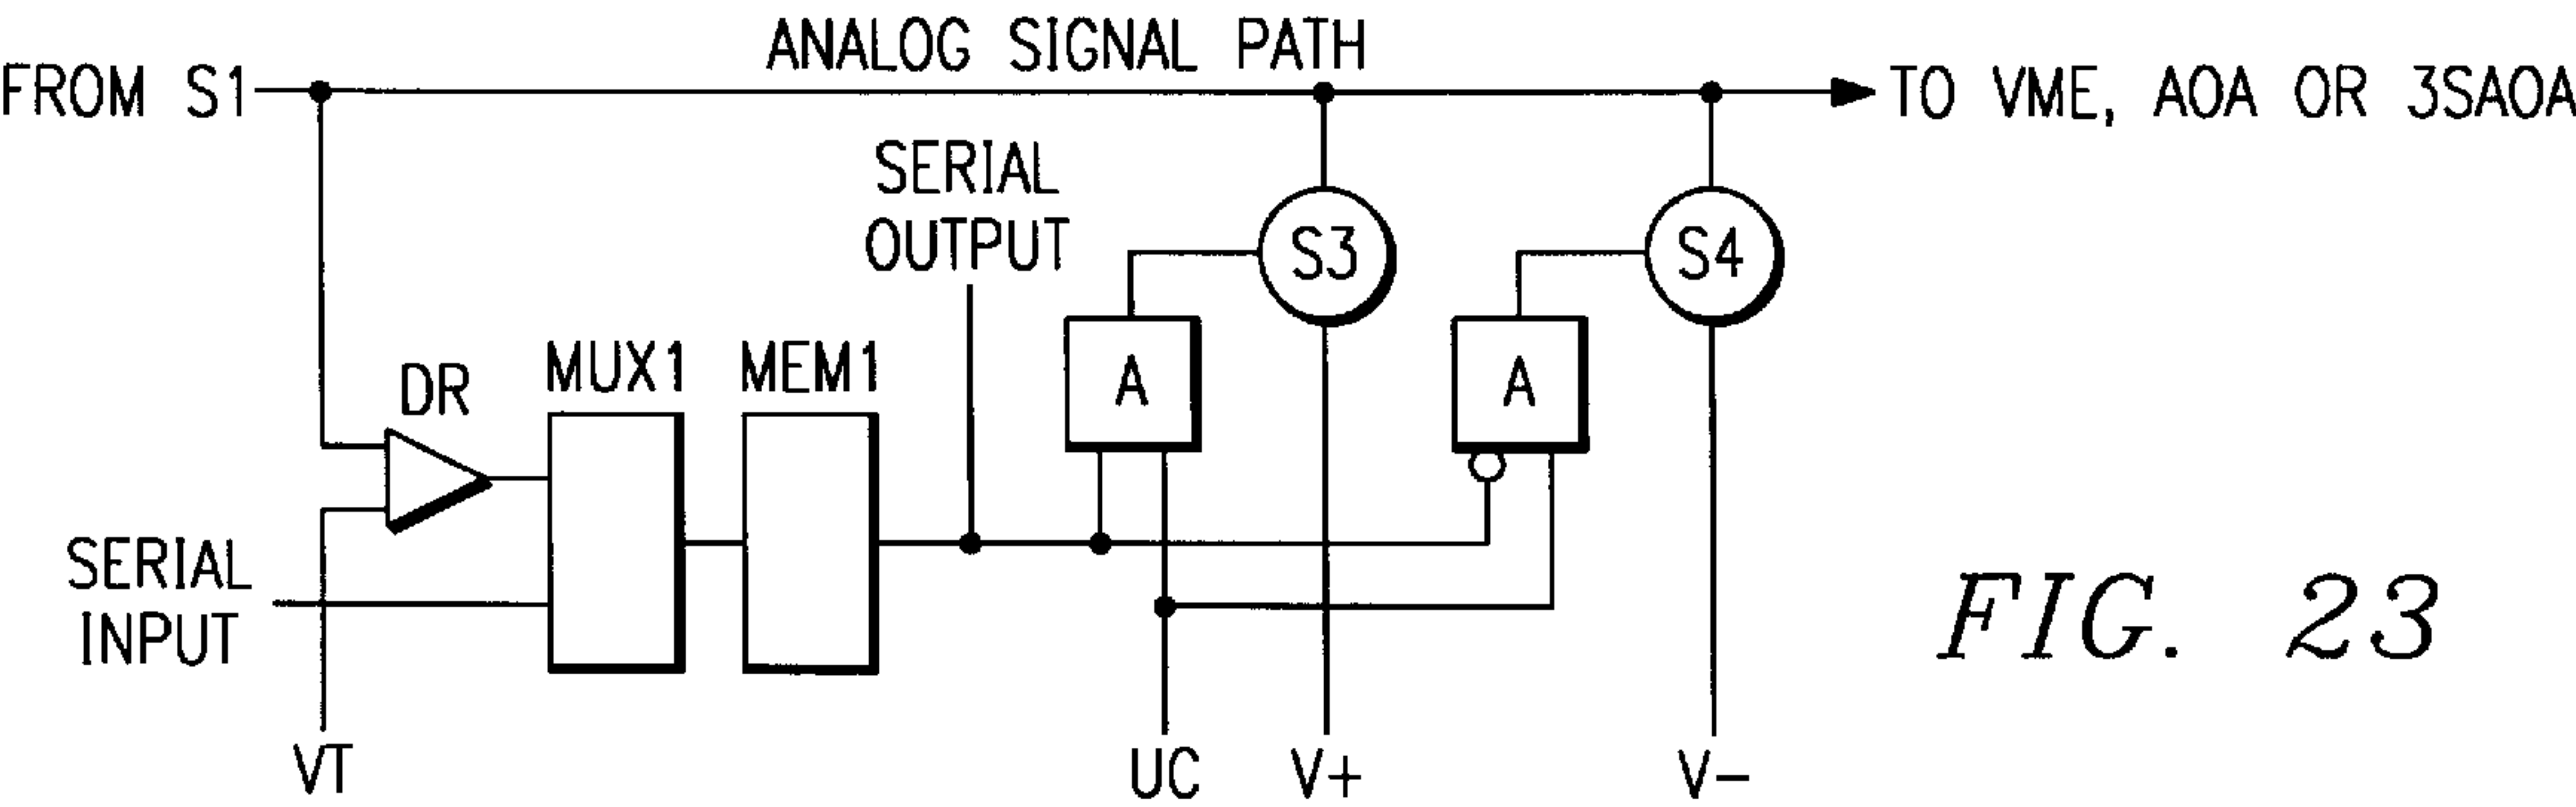 ANALOG SIGNAL PATH
FROM S1
TO VME, AOA OR 3SAOA
SERIAL
OUTPUT
S3
S4
DR
MUX1
MEM1
A
A
SERIAL
INPUT
VT
UC
V+
V-
FIG. 23